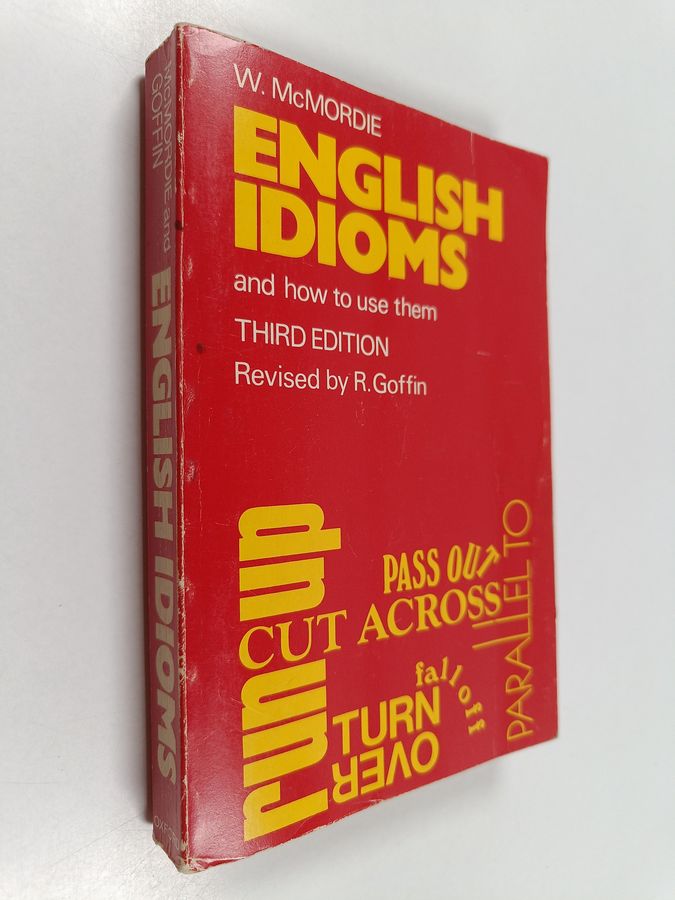 W. McMORDIE
ENGLISH
IDIOMS
and how to use them
THIRD EDITION
Revised by R. Goffin
run up
PASS OUT
CUT ACROSS
PARALLEL TO
fall off
TURN
OVER
McMORDIE and
GOFFIN
ENGLISH IDIOMS
OXFORD